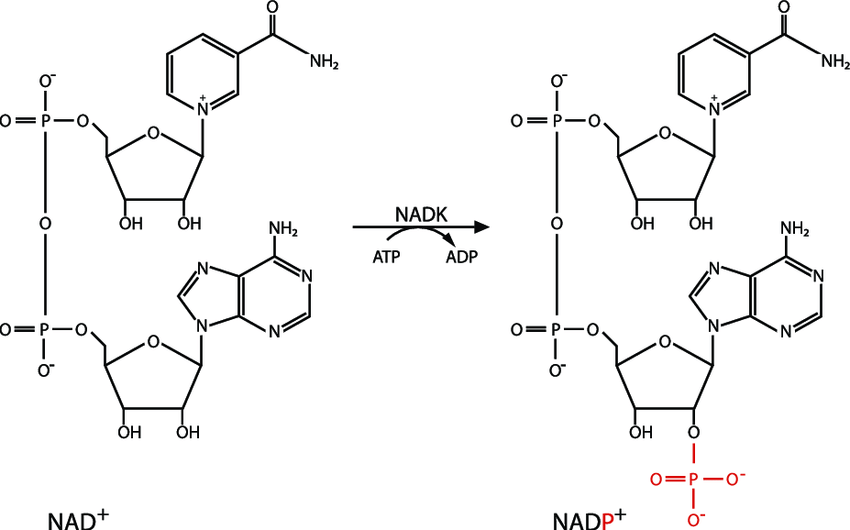 O
O
NH₂
NH₂
O⁻
O⁻
N⁺
N⁺
O=P—O
O
O=P—O
O
OH OH
OH OH
NADK
O
NH₂
O
NH₂
ATP ADP
N
N
N
N
N
N
N
N
O=P—O
O
O=P—O
O
O⁻
O⁻
OH OH
OH O
O=P—O⁻
O⁻
NAD⁺
NADP⁺